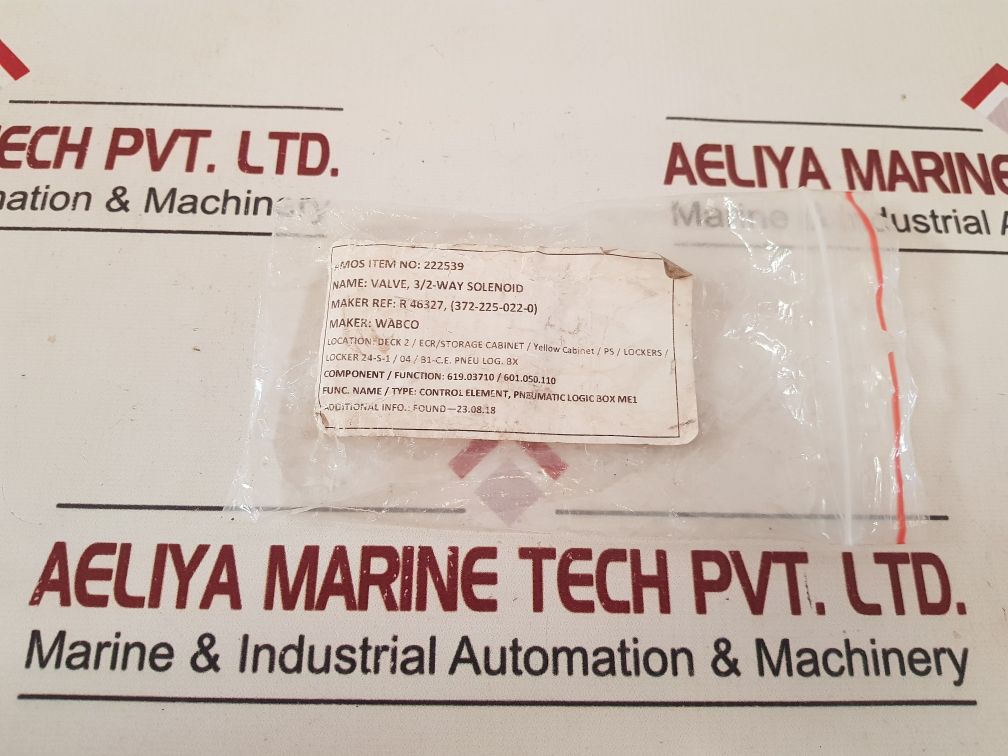 ECH PVT. LTD.
ation & Machinery
AELIYA MARINE
Marine & Industrial A
AMOS ITEM NO: 222539
NAME: VALVE, 3/2-WAY SOLENOID
MAKER REF: R 46327, (372-225-022-0)
MAKER: WABCO
LOCATION: DECK 2 / ECR/STORAGE CABINET / Yellow Cabinet / PS / LOCKERS /
LOCKER 24-S-1 / 04 / B1-C.E. PNEU LOG. BX
COMPONENT / FUNCTION: 619.03710 / 601.050.110
FUNC. NAME / TYPE: CONTROL ELEMENT, PNEUMATIC LOGIC BOX ME1
ADDITIONAL INFO.: FOUND—23.08.18
AELIYA MARINE TECH PVT. LTD.
Marine & Industrial Automation & Machinery